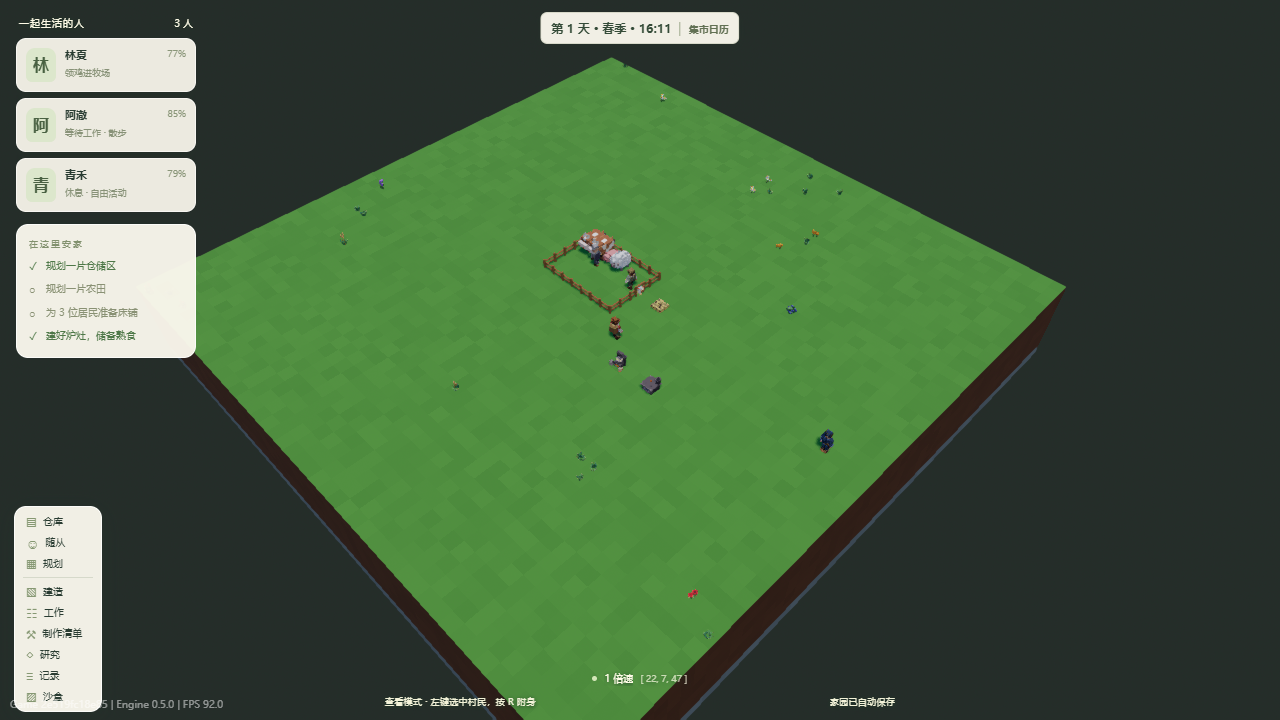 一起生活的人 3 人
林 林夏 77%
领鸡进牧场
阿 阿澈 85%
等待工作 · 散步
青 青禾 79%
休息 · 自由活动
第 1 天 • 春季 • 16:11 | 集市日历
在这里安家
✓ 规划一片仓储区
○ 规划一片农田
○ 为 3 位居民准备床铺
✓ 建好炉灶，储备熟食
仓库
随从
规划
建造
工作
制作清单
研究
记录
沙盒
1 倍速 [ 22, 7, 47 ]
| Engine 0.5.0 | FPS 92.0
查看模式 · 左键选中村民，按 R 附身
家园已自动保存